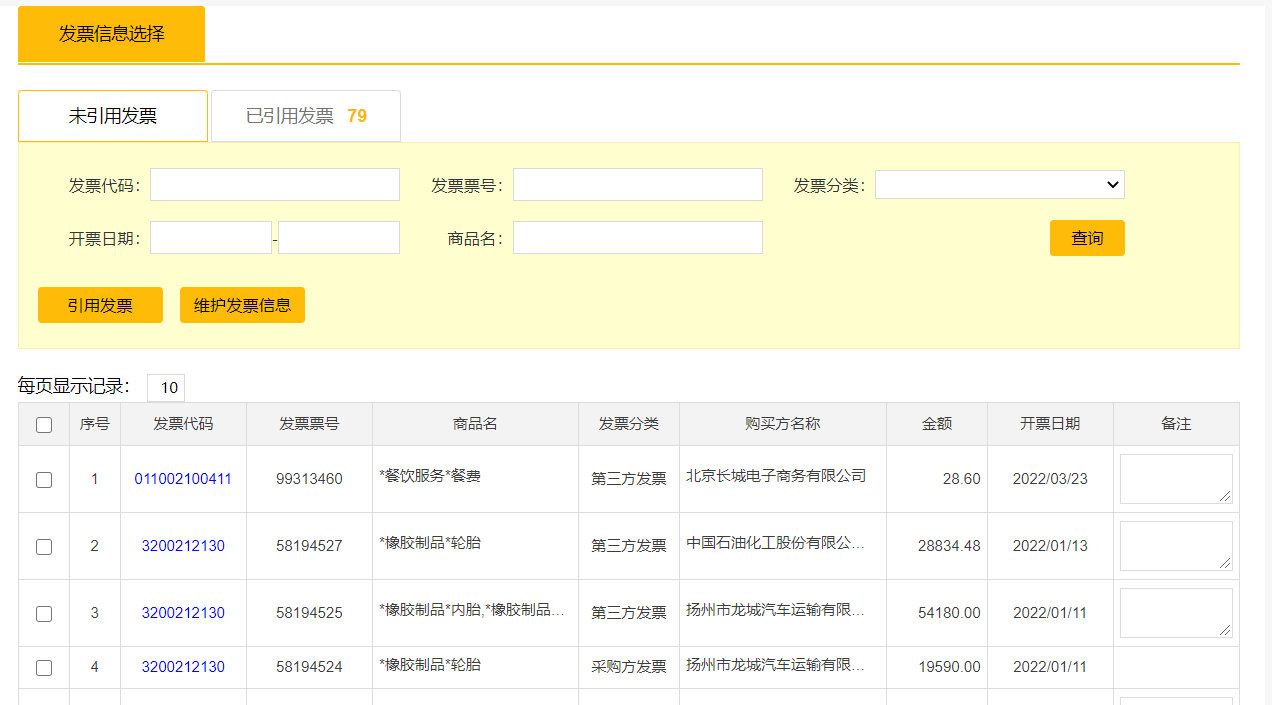 发票信息选择
未引用发票 已引用发票 79
发票代码： 发票票号： 发票分类：
开票日期： - 商品名： 查询
引用发票 维护发票信息
每页显示记录： 10
序号 发票代码 发票票号 商品名 发票分类 购买方名称 金额 开票日期 备注
1 011002100411 99313460 *餐饮服务*餐费 第三方发票 北京长城电子商务有限公司 28.60 2022/03/23
2 3200212130 58194527 *橡胶制品*轮胎 第三方发票 中国石油化工股份有限公… 28834.48 2022/01/13
3 3200212130 58194525 *橡胶制品*内胎,*橡胶制品… 第三方发票 扬州市龙城汽车运输有限… 54180.00 2022/01/11
4 3200212130 58194524 *橡胶制品*轮胎 采购方发票 扬州市龙城汽车运输有限… 19590.00 2022/01/11